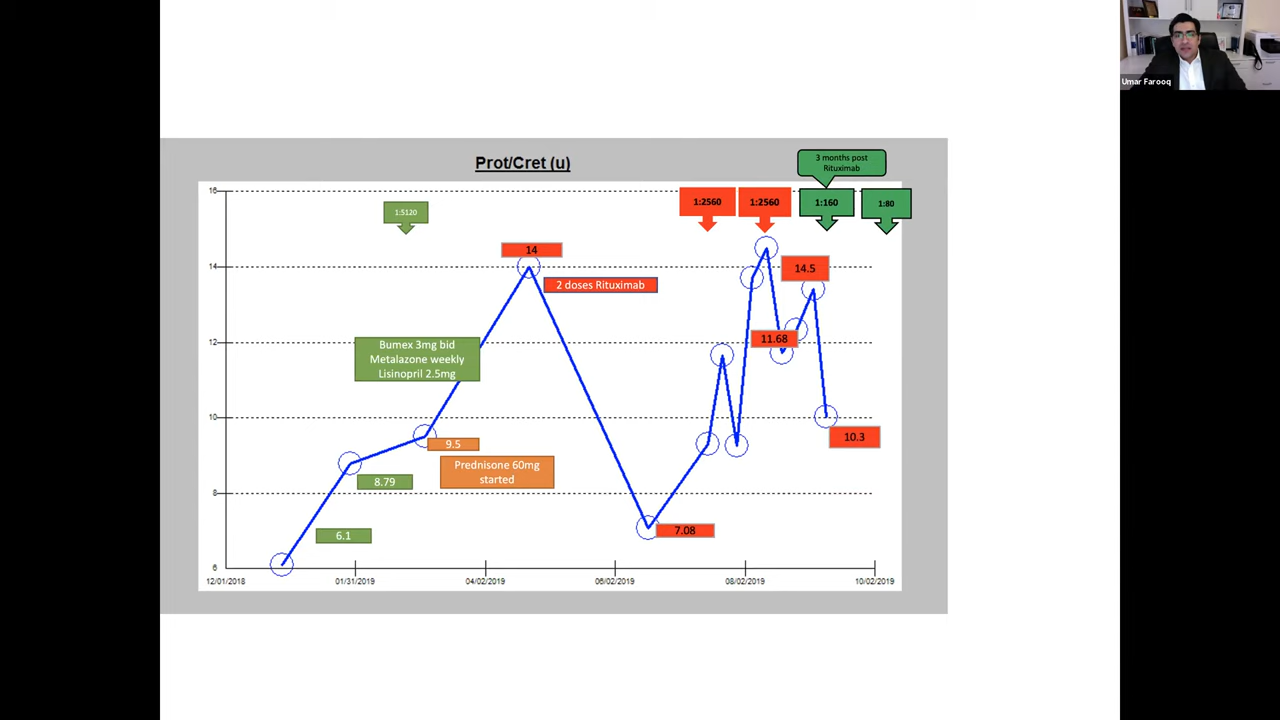 Umar Farooq
Prot/Cret (u)
3 months post
Rituximab
1:5120
1:2560
1:2560
1:160
1:80
16
14
12
10
8
6
14
2 doses Rituximab
14.5
11.68
Bumex 3mg bid
Metalazone weekly
Lisinopril 2.5mg
9.5
10.3
Prednisone 60mg
started
8.79
6.1
7.08
12/01/2018
01/31/2019
04/02/2019
06/02/2019
08/02/2019
10/02/2019